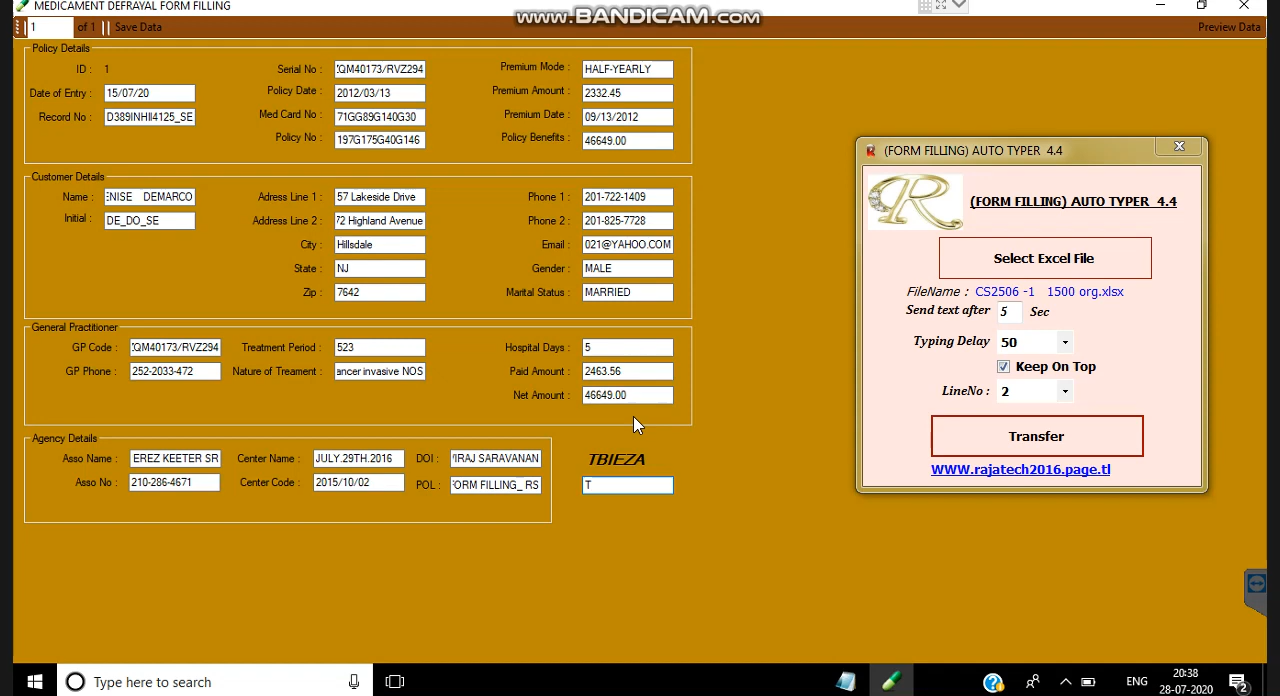 MEDICAMENT DEFRAYAL FORM FILLING
www.BANDICAM.com
1 of 1 Save Data Preview Data
Policy Details
ID : 1
Date of Entry : 15/07/20
Record No : D389INHII4125_SE
Serial No : QM40173/RVZ294
Policy Date : 2012/03/13
Med Card No : 71GG89G140G30
Policy No : 197G175G40G146
Premium Mode : HALF-YEARLY
Premium Amount : 2332.45
Premium Date : 09/13/2012
Policy Benefits : 46649.00
Customer Details
Name : ENISE DEMARCO
Initial : DE_DO_SE
Adress Line 1 : 57 Lakeside Drive
Address Line 2 : 72 Highland Avenue
City : Hillsdale
State : NJ
Zip : 7642
Phone 1 : 201-722-1409
Phone 2 : 201-825-7728
Email : 021@YAHOO.COM
Gender : MALE
Marital Status : MARRIED
General Practitioner
GP Code : QM40173/RVZ294
GP Phone : 252-2033-472
Treatment Period : 523
Nature of Treament : ancer invasive NOS
Hospital Days : 5
Paid Amount : 2463.56
Net Amount : 46649.00
Agency Details
Asso Name : EREZ KEETER SR
Asso No : 210-286-4671
Center Name : JULY.29TH.2016
Center Code : 2015/10/02
DOI : IRAJ SARAVANAN
POL : ORM FILLING_ RS
TBIEZA
T
(FORM FILLING) AUTO TYPER 4.4
R (FORM FILLING) AUTO TYPER 4.4
Select Excel File
FileName : CS2506 -1 1500 org.xlsx
Send text after 5 Sec
Typing Delay 50
Keep On Top
LineNo : 2
Transfer
WWW.rajatech2016.page.tl
Type here to search
ENG
20:38
28-07-2020
2